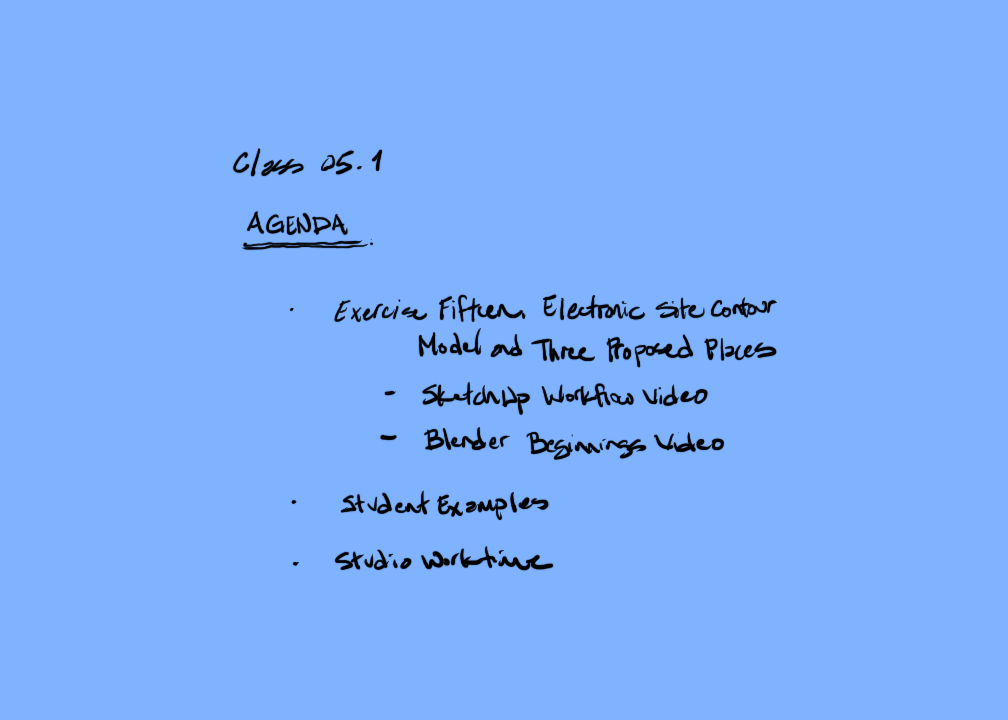 Class 05.1
AGENDA
· Exercise Fifteen, Electronic Site Contour
Model and Three Proposed Places
- SketchUp Workflow Video
- Blender Beginnings Video
· Student Examples
· Studio Worktime